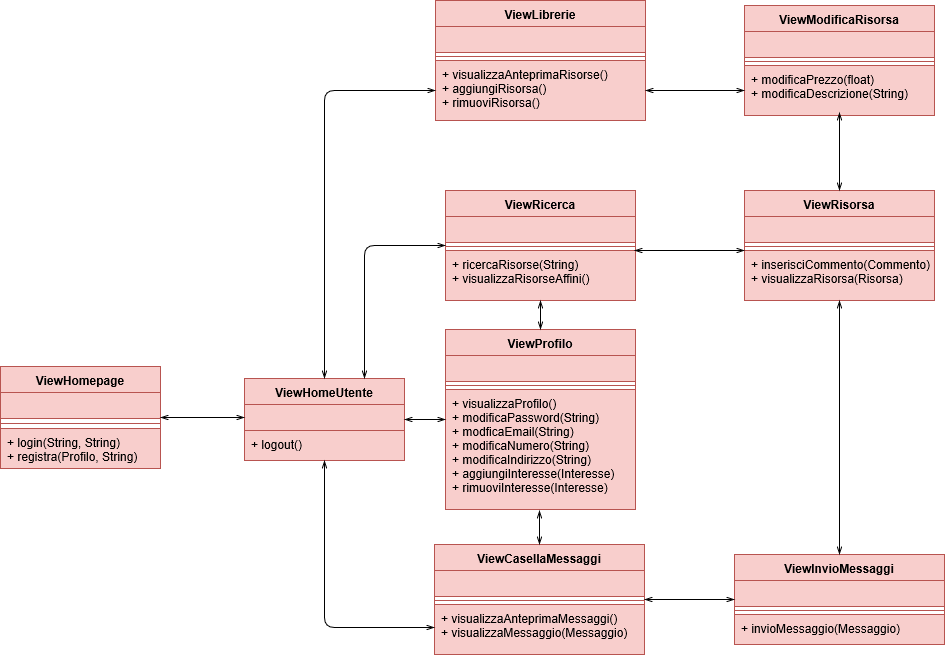 ViewLibrerie
+ visualizzaAnteprimaRisorse()
+ aggiungiRisorsa()
+ rimuoviRisorsa()
ViewModificaRisorsa
+ modificaPrezzo(float)
+ modificaDescrizione(String)
ViewRicerca
+ ricercaRisorse(String)
+ visualizzaRisorseAffini()
ViewRisorsa
+ inserisciCommento(Commento)
+ visualizzaRisorsa(Risorsa)
ViewHomepage
+ login(String, String)
+ registra(Profilo, String)
ViewHomeUtente
+ logout()
ViewProfilo
+ visualizzaProfilo()
+ modificaPassword(String)
+ modficaEmail(String)
+ modificaNumero(String)
+ modificaIndirizzo(String)
+ aggiungiInteresse(Interesse)
+ rimuoviInteresse(Interesse)
ViewCasellaMessaggi
+ visualizzaAnteprimaMessaggi()
+ visualizzaMessaggio(Messaggio)
ViewInvioMessaggi
+ invioMessaggio(Messaggio)